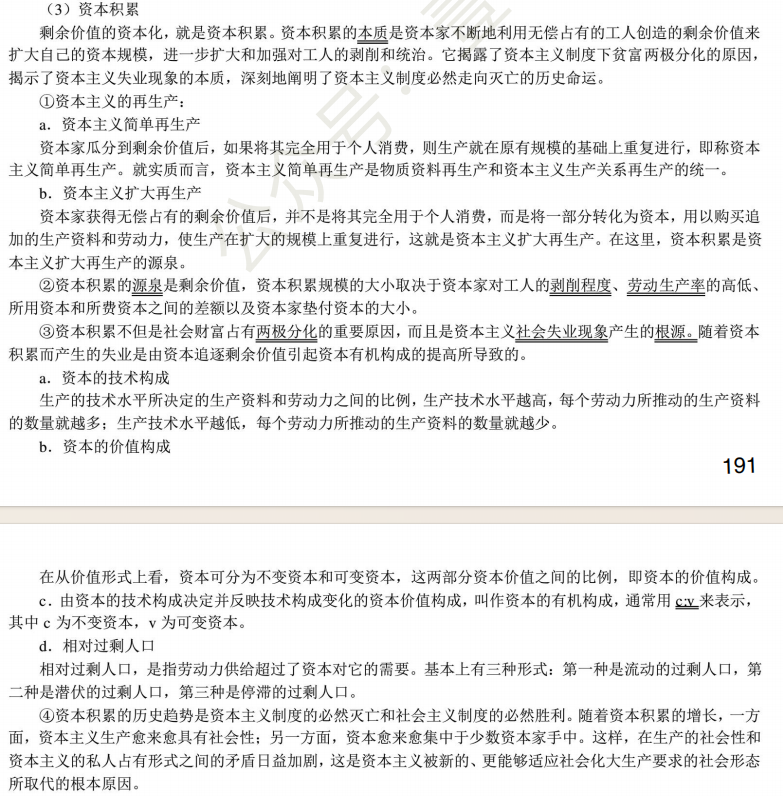 （3）资本积累
剩余价值的资本化，就是资本积累。资本积累的本质是资本家不断地利用无偿占有的工人创造的剩余价值来
扩大自己的资本规模，进一步扩大和加强对工人的剥削和统治。它揭露了资本主义制度下贫富两极分化的原因，
揭示了资本主义失业现象的本质，深刻地阐明了资本主义制度必然走向灭亡的历史命运。
①资本主义的再生产：
a．资本主义简单再生产
资本家瓜分到剩余价值后，如果将其完全用于个人消费，则生产就在原有规模的基础上重复进行，即称资本
主义简单再生产。就实质而言，资本主义简单再生产是物质资料再生产和资本主义生产关系再生产的统一。
b．资本主义扩大再生产
资本家获得无偿占有的剩余价值后，并不是将其完全用于个人消费，而是将一部分转化为资本，用以购买追
加的生产资料和劳动力，使生产在扩大的规模上重复进行，这就是资本主义扩大再生产。在这里，资本积累是资
本主义扩大再生产的源泉。
②资本积累的源泉是剩余价值，资本积累规模的大小取决于资本家对工人的剥削程度、劳动生产率的高低、
所用资本和所费资本之间的差额以及资本家垫付资本的大小。
③资本积累不但是社会财富占有两极分化的重要原因，而且是资本主义社会失业现象产生的根源。随着资本
积累而产生的失业是由资本追逐剩余价值引起资本有机构成的提高所导致的。
a．资本的技术构成
生产的技术水平所决定的生产资料和劳动力之间的比例，生产技术水平越高，每个劳动力所推动的生产资料
的数量就越多；生产技术水平越低，每个劳动力所推动的生产资料的数量就越少。
b．资本的价值构成
191
在从价值形式上看，资本可分为不变资本和可变资本，这两部分资本价值之间的比例，即资本的价值构成。
c．由资本的技术构成决定并反映技术构成变化的资本价值构成，叫作资本的有机构成，通常用 c:v 来表示，
其中 c 为不变资本，v 为可变资本。
d．相对过剩人口
相对过剩人口，是指劳动力供给超过了资本对它的需要。基本上有三种形式：第一种是流动的过剩人口，第
二种是潜伏的过剩人口，第三种是停滞的过剩人口。
④资本积累的历史趋势是资本主义制度的必然灭亡和社会主义制度的必然胜利。随着资本积累的增长，一方
面，资本主义生产愈来愈具有社会性；另一方面，资本愈来愈集中于少数资本家手中。这样，在生产的社会性和
资本主义的私人占有形式之间的矛盾日益加剧，这是资本主义被新的、更能够适应社会化大生产要求的社会形态
所取代的根本原因。
公众号：